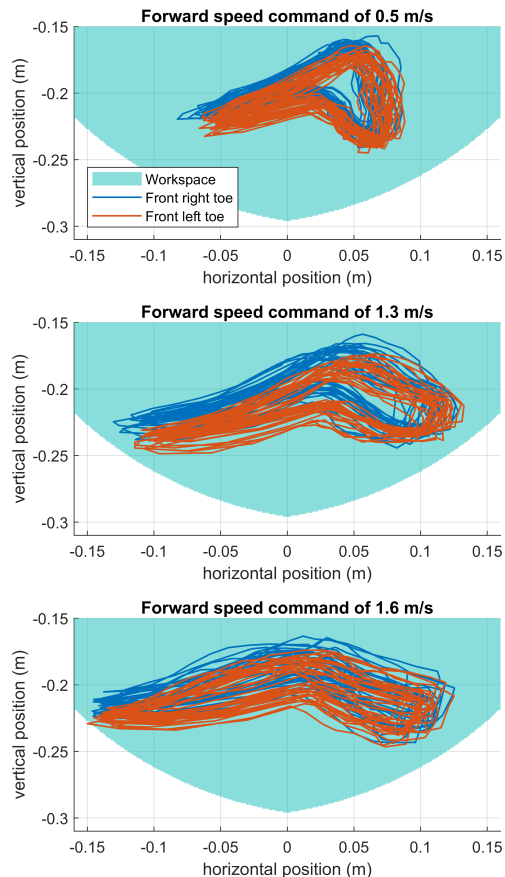 Forward speed command of 0.5 m/s
-0.15
-0.2
-0.25
-0.3
vertical position (m)
Workspace
Front right toe
Front left toe
-0.15 -0.1 -0.05 0 0.05 0.1 0.15
horizontal position (m)
Forward speed command of 1.3 m/s
-0.15
-0.2
-0.25
-0.3
vertical position (m)
-0.15 -0.1 -0.05 0 0.05 0.1 0.15
horizontal position (m)
Forward speed command of 1.6 m/s
-0.15
-0.2
-0.25
-0.3
vertical position (m)
-0.15 -0.1 -0.05 0 0.05 0.1 0.15
horizontal position (m)